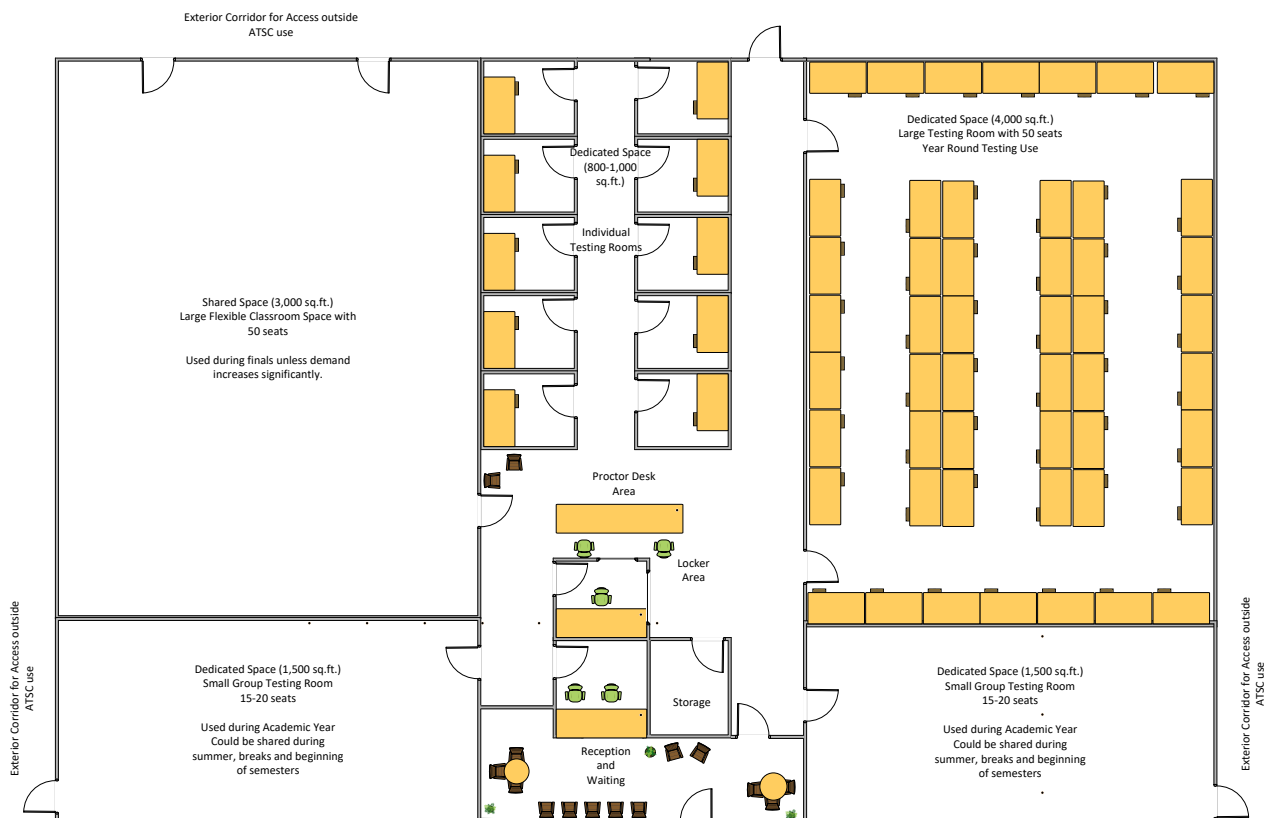 Exterior Corridor for Access outside
ATSC use
Dedicated Space (4,000 sq.ft.)
Large Testing Room with 50 seats
Year Round Testing Use
Dedicated Space
(800-1,000
sq.ft.)
Individual
Testing Rooms
Shared Space (3,000 sq.ft.)
Large Flexible Classroom Space with
50 seats
Used during finals unless demand
increases significantly.
Proctor Desk
Area
Locker
Area
Exterior Corridor for Access outside
ATSC use
Dedicated Space (1,500 sq.ft.)
Small Group Testing Room
15-20 seats
Used during Academic Year
Could be shared during
summer, breaks and beginning
of semesters
Storage
Reception
and
Waiting
Dedicated Space (1,500 sq.ft.)
Small Group Testing Room
15-20 seats
Used during Academic Year
Could be shared during
summer, breaks and beginning
of semesters
Exterior Corridor for Access outside
ATSC use